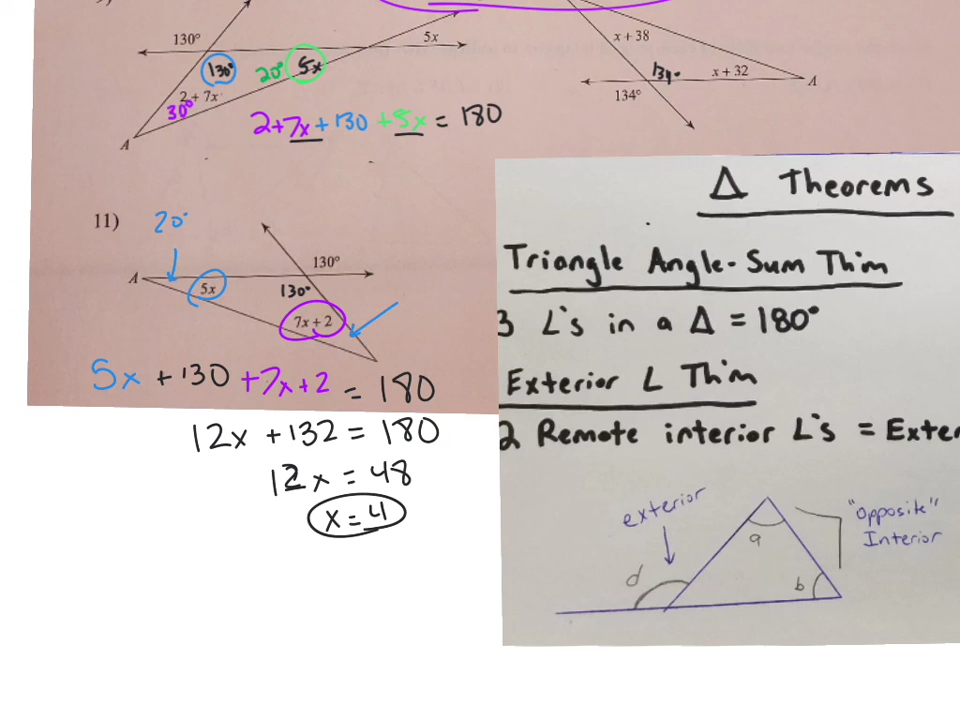 130°
130°
20°
5x
5x
2 + 7x
30°
A
2+7x+130 +5x = 180
x + 38
134°
x + 32
A
134°
11)
20°
A
5x
130°
130°
7x + 2
5x +130 +7x+2 = 180
12x +132 = 180
12x = 48
x = 4
Δ Theorems
Triangle Angle-Sum Thm
3 L's in a Δ = 180°
Exterior L Thm
2 Remote interior L's = Exter
exterior
"Opposite"
Interior
a
d
b